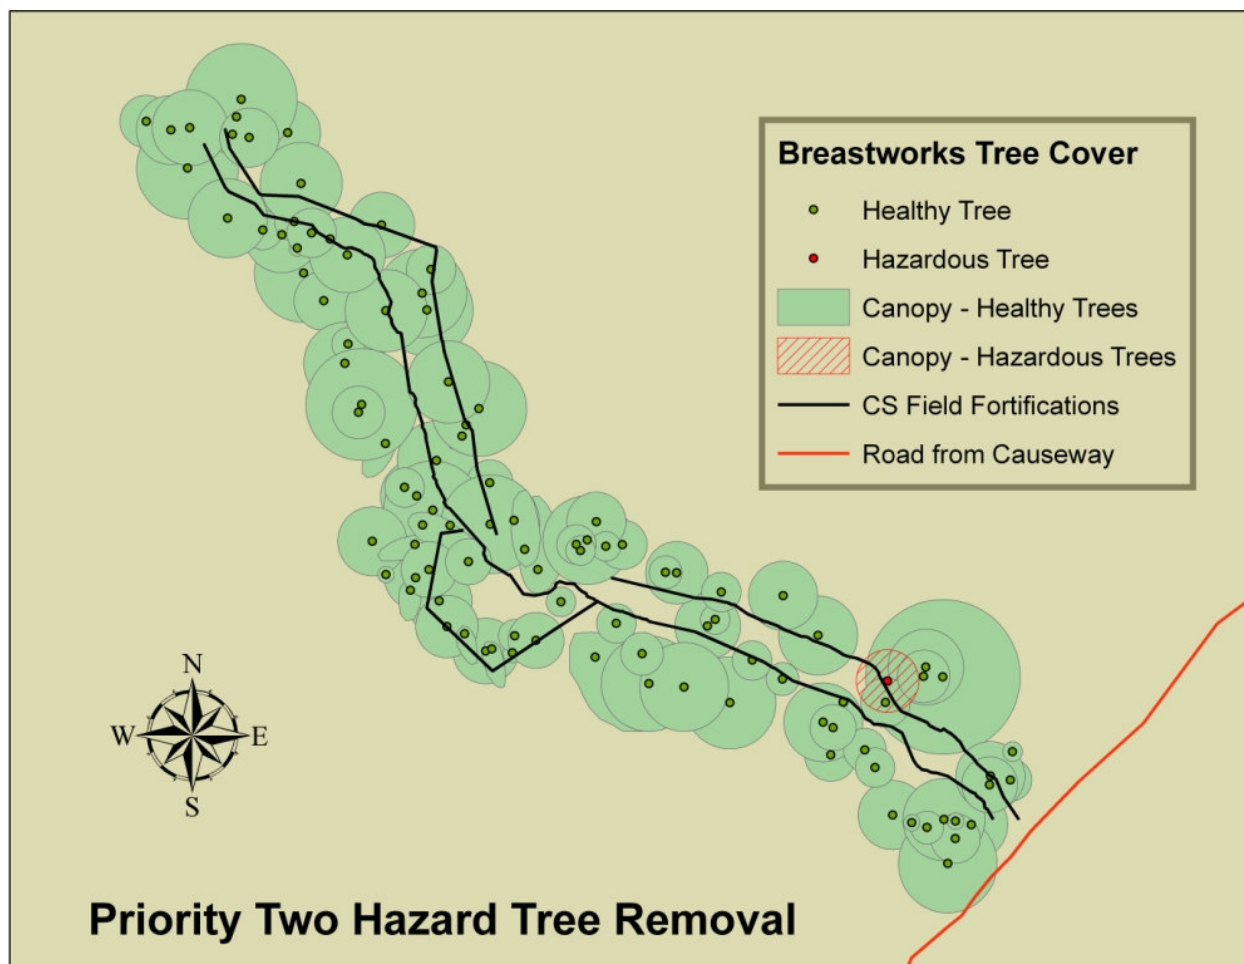 Breastworks Tree Cover
Healthy Tree
Hazardous Tree
Canopy - Healthy Trees
Canopy - Hazardous Trees
CS Field Fortifications
Road from Causeway
N
W E
S
Priority Two Hazard Tree Removal